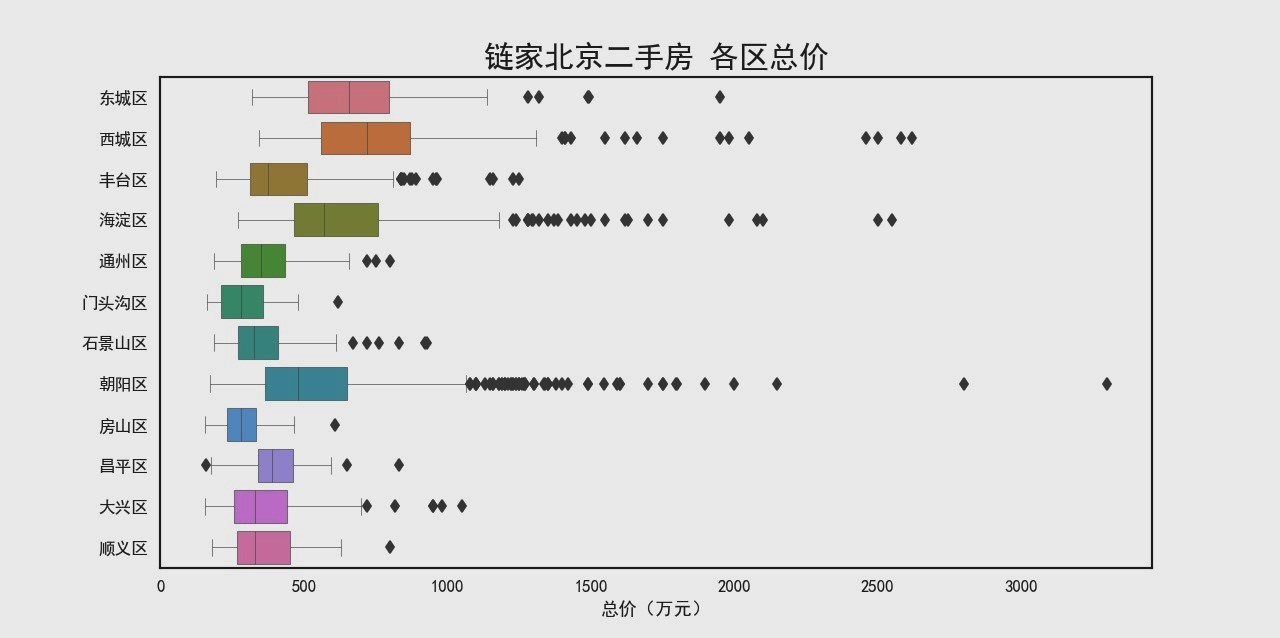 链家北京二手房 各区总价
东城区
西城区
丰台区
海淀区
通州区
门头沟区
石景山区
朝阳区
房山区
昌平区
大兴区
顺义区
0 500 1000 1500 2000 2500 3000
总价（万元）